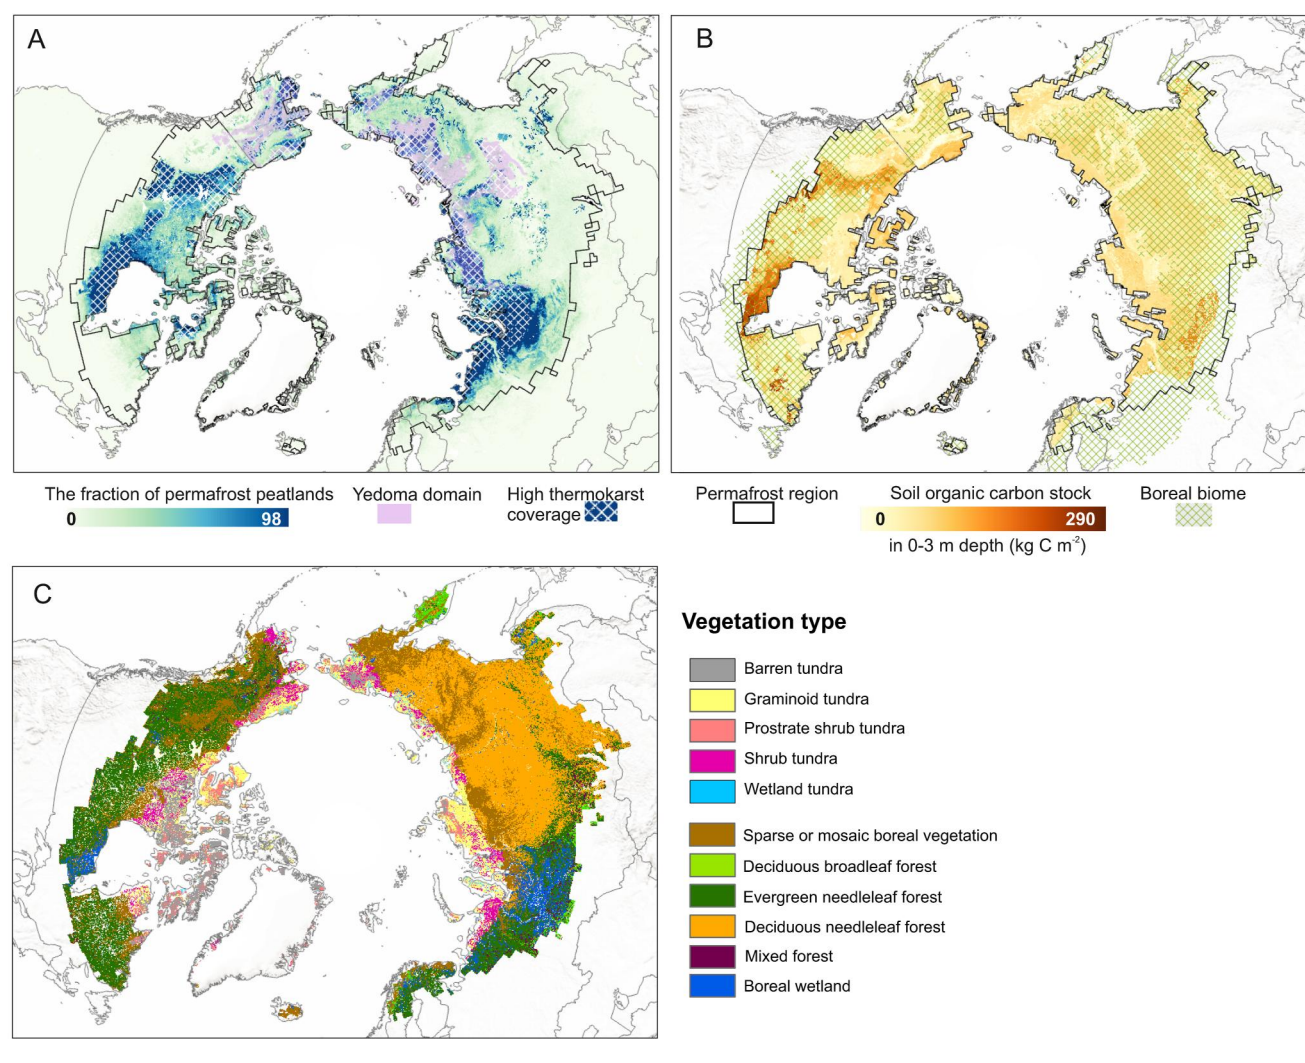 A
B
The fraction of permafrost peatlands
0
98
Yedoma domain
High thermokarst
coverage
Permafrost region
Soil organic carbon stock
0
290
in 0-3 m depth (kg C m⁻²)
Boreal biome
C
Vegetation type
Barren tundra
Graminoid tundra
Prostrate shrub tundra
Shrub tundra
Wetland tundra
Sparse or mosaic boreal vegetation
Deciduous broadleaf forest
Evergreen needleleaf forest
Deciduous needleleaf forest
Mixed forest
Boreal wetland